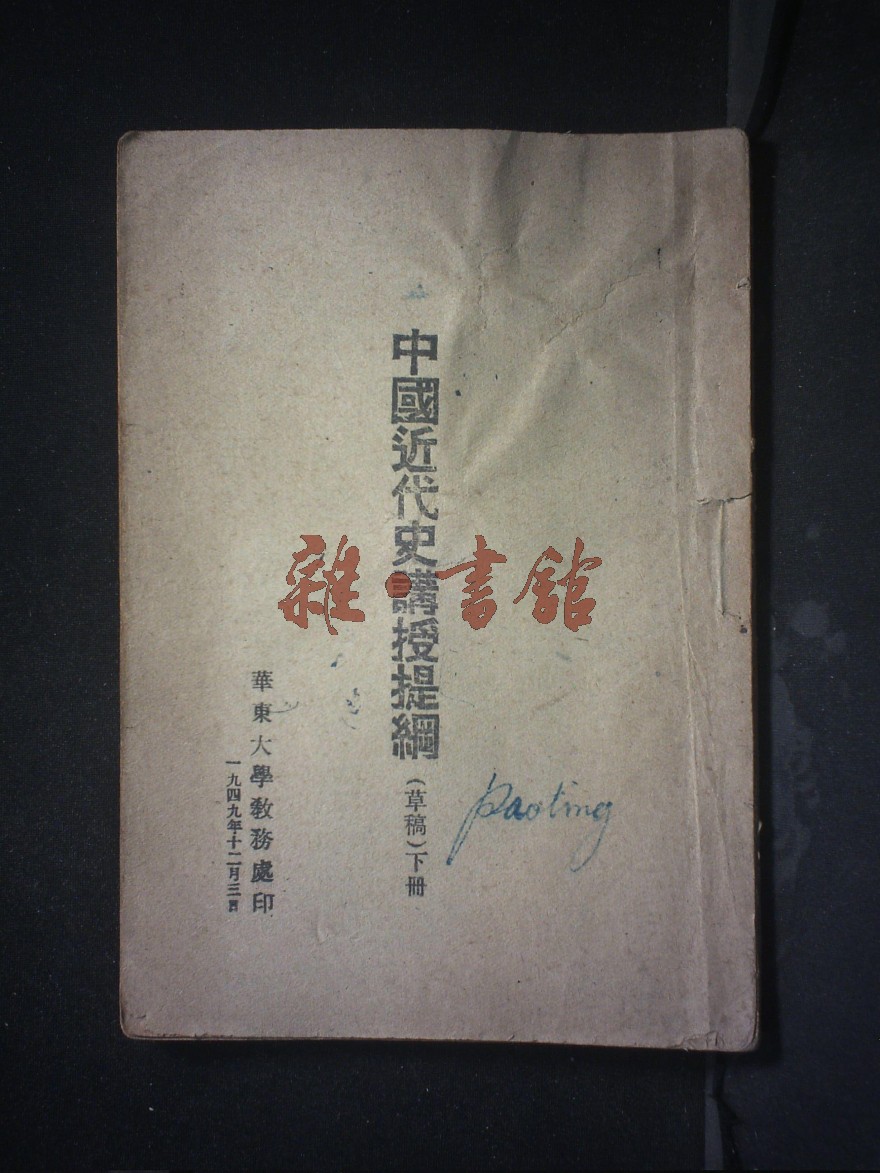 中國近代史講授提綱（草稿）下冊
華東大學教務處印
一九四九年十二月三日
paoting
雜·書館